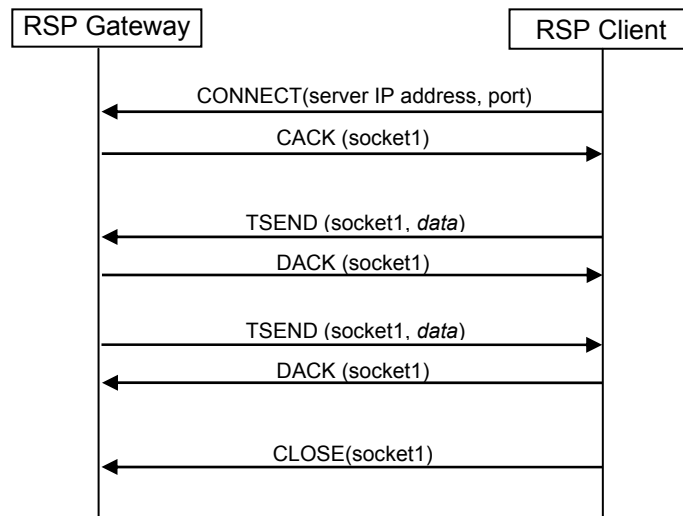 RSP Gateway
RSP Client
CONNECT(server IP address, port)
CACK (socket1)
TSEND (socket1, data)
DACK (socket1)
TSEND (socket1, data)
DACK (socket1)
CLOSE(socket1)